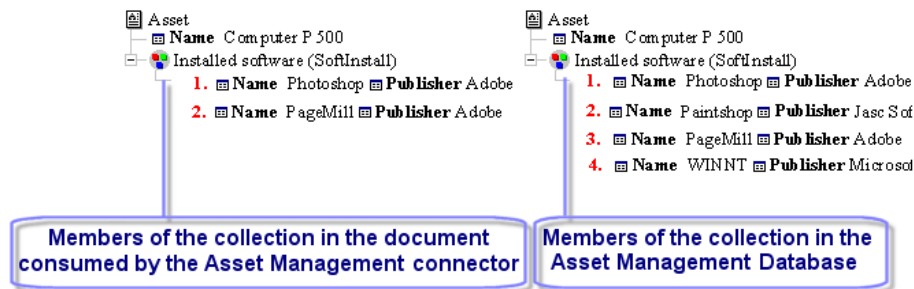 Asset
Name Computer P 500
Installed software (SoftInstall)
1. Name Photoshop Publisher Adobe
2. Name PageMill Publisher Adobe
Members of the collection in the document
consumed by the Asset Management connector
Asset
Name Computer P 500
Installed software (SoftInstall)
1. Name Photoshop Publisher Adobe
2. Name Paintshop Publisher Jasc Sof
3. Name PageMill Publisher Adobe
4. Name WINNT Publisher Microsof
Members of the collection in the
Asset Management Database